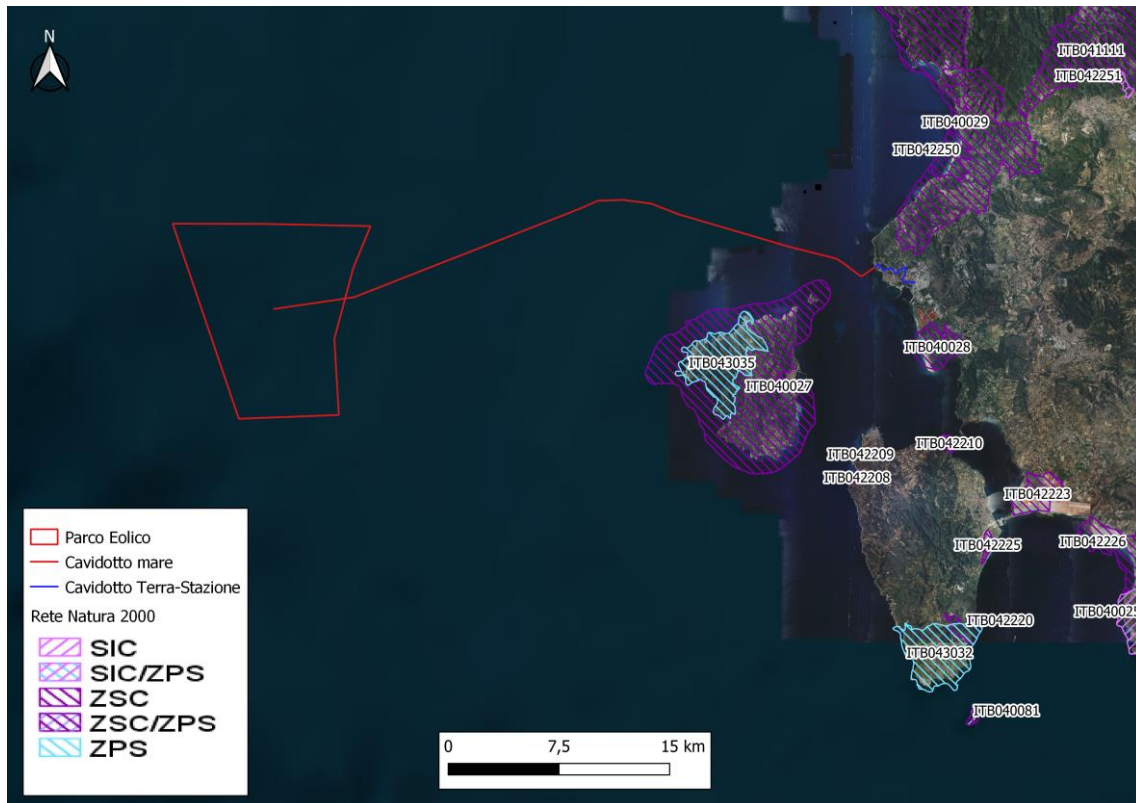 N
ITB041111
ITB042251
ITB040029
ITB042250
ITB040028
ITB043035
ITB040027
ITB042210
ITB042209
ITB042208
ITB042223
ITB042225
ITB042226
ITB040025
ITB042220
ITB043032
ITB040081
Parco Eolico
Cavidotto mare
Cavidotto Terra-Stazione
Rete Natura 2000
SIC
SIC/ZPS
ZSC
ZSC/ZPS
ZPS
0 7,5 15 km